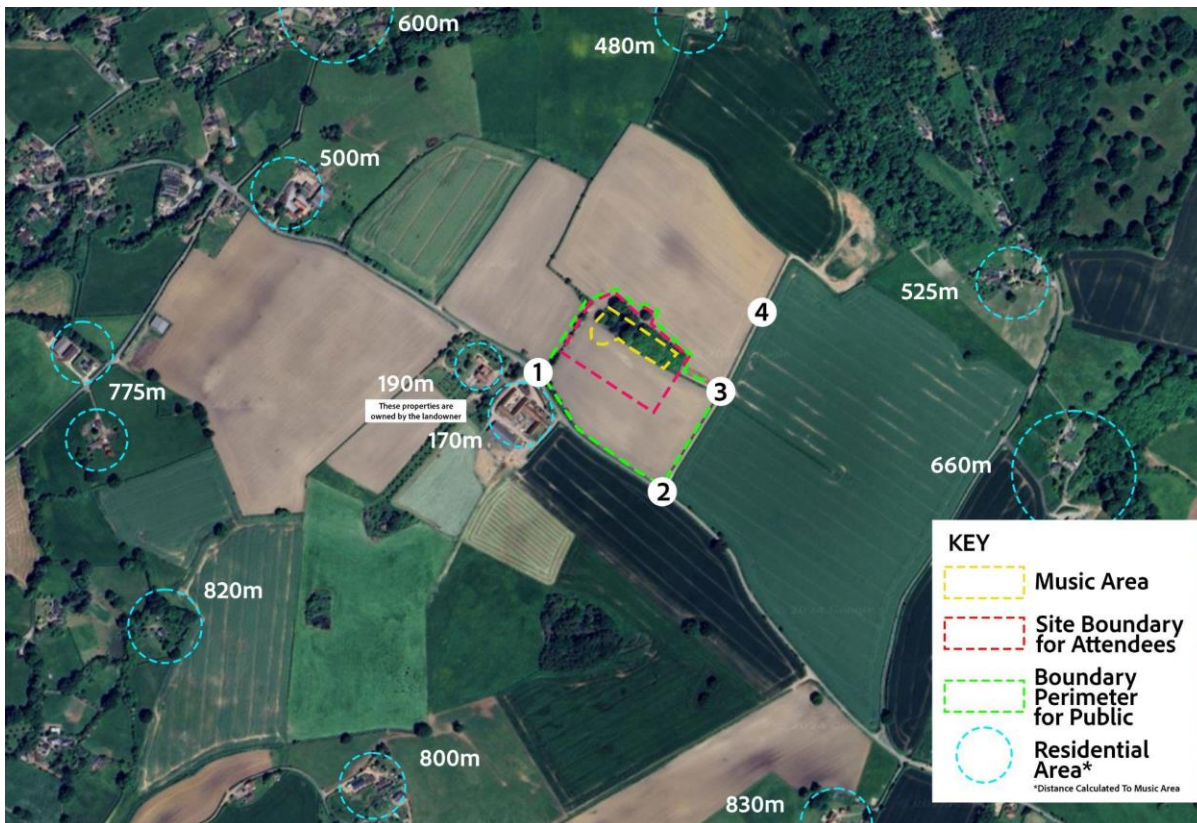 600m
480m
500m
525m
4
1
190m
These properties are
owned by the landowner
3
775m
170m
660m
2
820m
800m
830m
KEY
Music Area
Site Boundary
for Attendees
Boundary
Perimeter
for Public
Residential
Area*
*Distance Calculated To Music Area